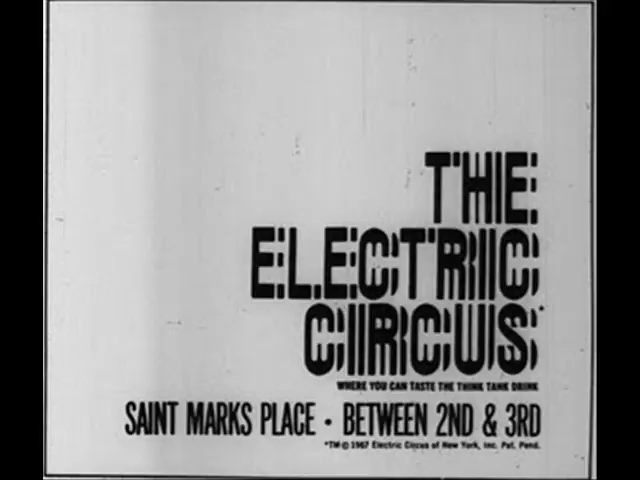 THE
ELECTRIC
CIRCUS*
WHERE YOU CAN TASTE THE THINK TANK DRINK
SAINT MARKS PLACE · BETWEEN 2ND & 3RD
*TM © 1967 Electric Circus of New York, Inc. Pat. Pend.